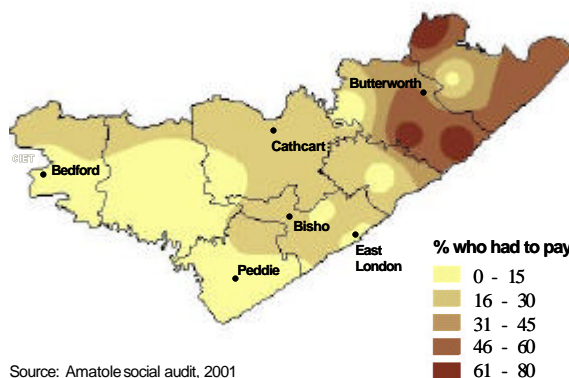 Butterworth
Cathcart
CIET
Bedford
Bisho
East
London
Peddie
% who had to pay
0 - 15
16 - 30
31 - 45
46 - 60
61 - 80
Source: Amatole social audit, 2001